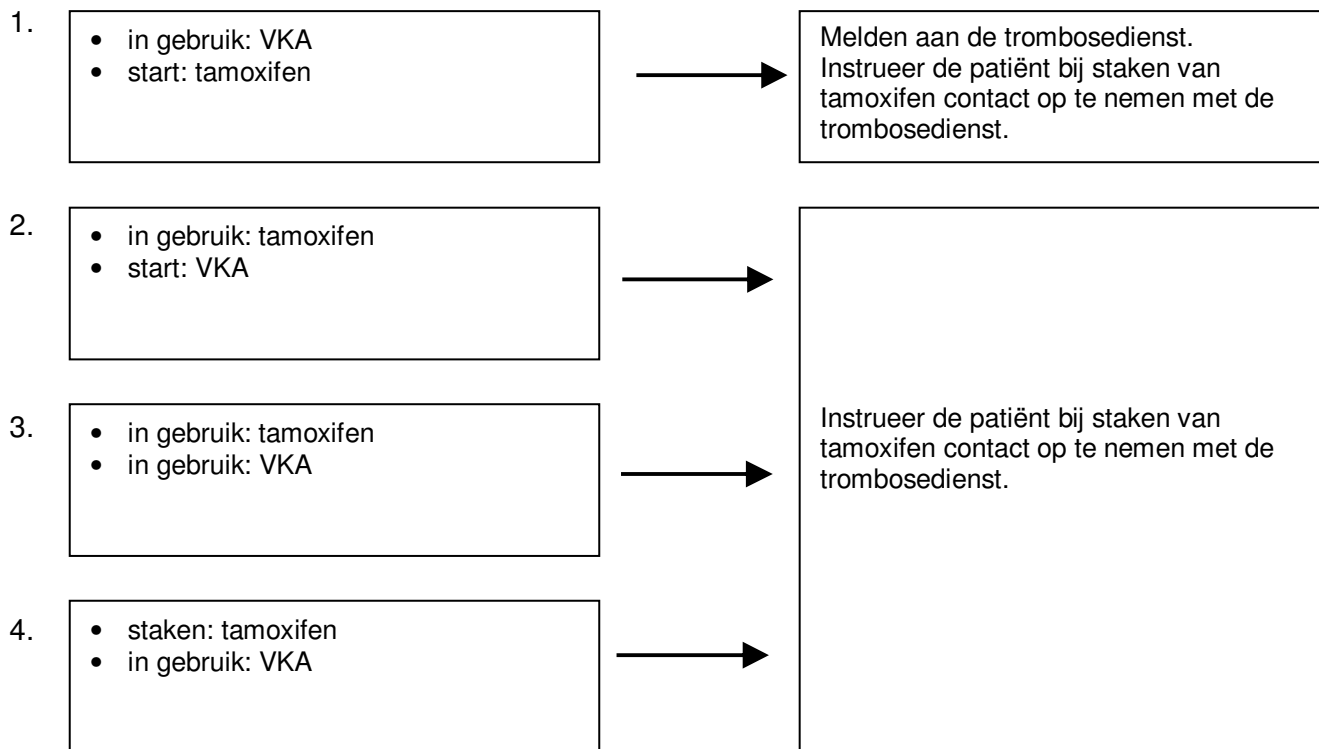 1.
• in gebruik: VKA
• start: tamoxifen
Melden aan de trombosedienst.
Instrueer de patiënt bij staken van
tamoxifen contact op te nemen met de
trombosedienst.
2.
• in gebruik: tamoxifen
• start: VKA
3.
• in gebruik: tamoxifen
• in gebruik: VKA
Instrueer de patiënt bij staken van
tamoxifen contact op te nemen met de
trombosedienst.
4.
• staken: tamoxifen
• in gebruik: VKA